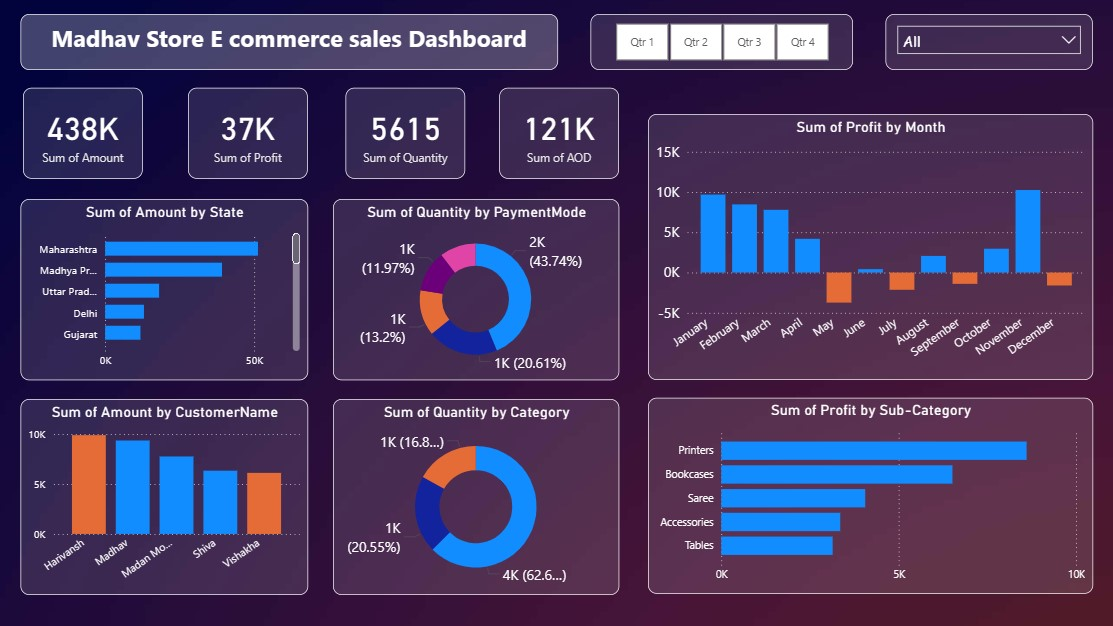 Madhav Store E commerce sales Dashboard
Qtr 1
Qtr 2
Qtr 3
Qtr 4
All
438K
Sum of Amount
37K
Sum of Profit
5615
Sum of Quantity
121K
Sum of AOD
Sum of Profit by Month
15K
10K
5K
0K
-5K
January
February
March
April
May
June
July
August
September
October
November
December
Sum of Amount by State
Maharashtra
Madhya Pr...
Uttar Prad...
Delhi
Gujarat
0K
50K
Sum of Quantity by PaymentMode
2K
(43.74%)
1K (20.61%)
1K
(13.2%)
1K
(11.97%)
Sum of Amount by CustomerName
10K
5K
0K
Harivansh
Madhav
Madan Mo...
Shiva
Vishakha
Sum of Quantity by Category
1K (16.8...)
1K
(20.55%)
4K (62.6...)
Sum of Profit by Sub-Category
Printers
Bookcases
Saree
Accessories
Tables
0K
5K
10K